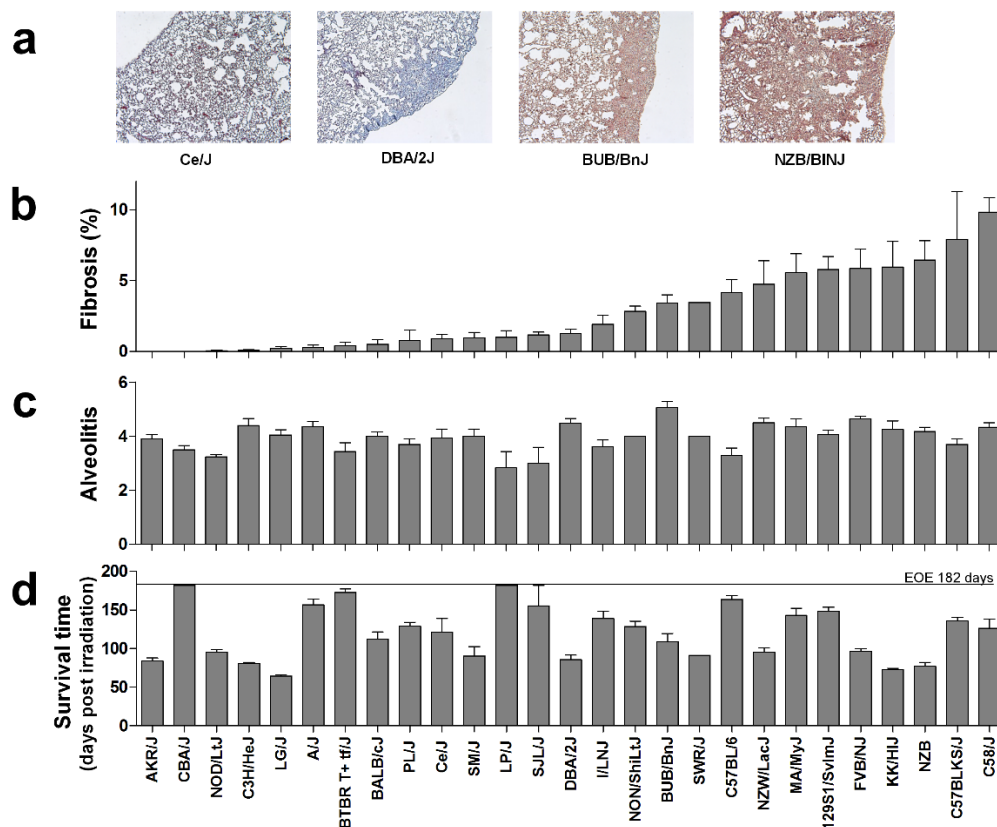 a
Ce/J
DBA/2J
BUB/BnJ
NZB/BINJ
b
Fibrosis (%)
10
5
0
c
Alveolitis
6
4
2
0
d
Survival time
(days post irradiation)
200
150
100
50
0
EOE 182 days
AKR/J
CBA/J
NOD/LtJ
C3H/HeJ
LG/J
A/J
BTBR T+ tf/J
BALB/cJ
PL/J
Ce/J
SM/J
LP/J
SJL/J
DBA/2J
I/LNJ
NON/ShiLtJ
BUB/BnJ
SWR/J
C57BL/6
NZW/LacJ
MA/MyJ
129S1/SvImJ
FVB/NJ
KK/HIJ
NZB
C57BLKS/J
C58/J